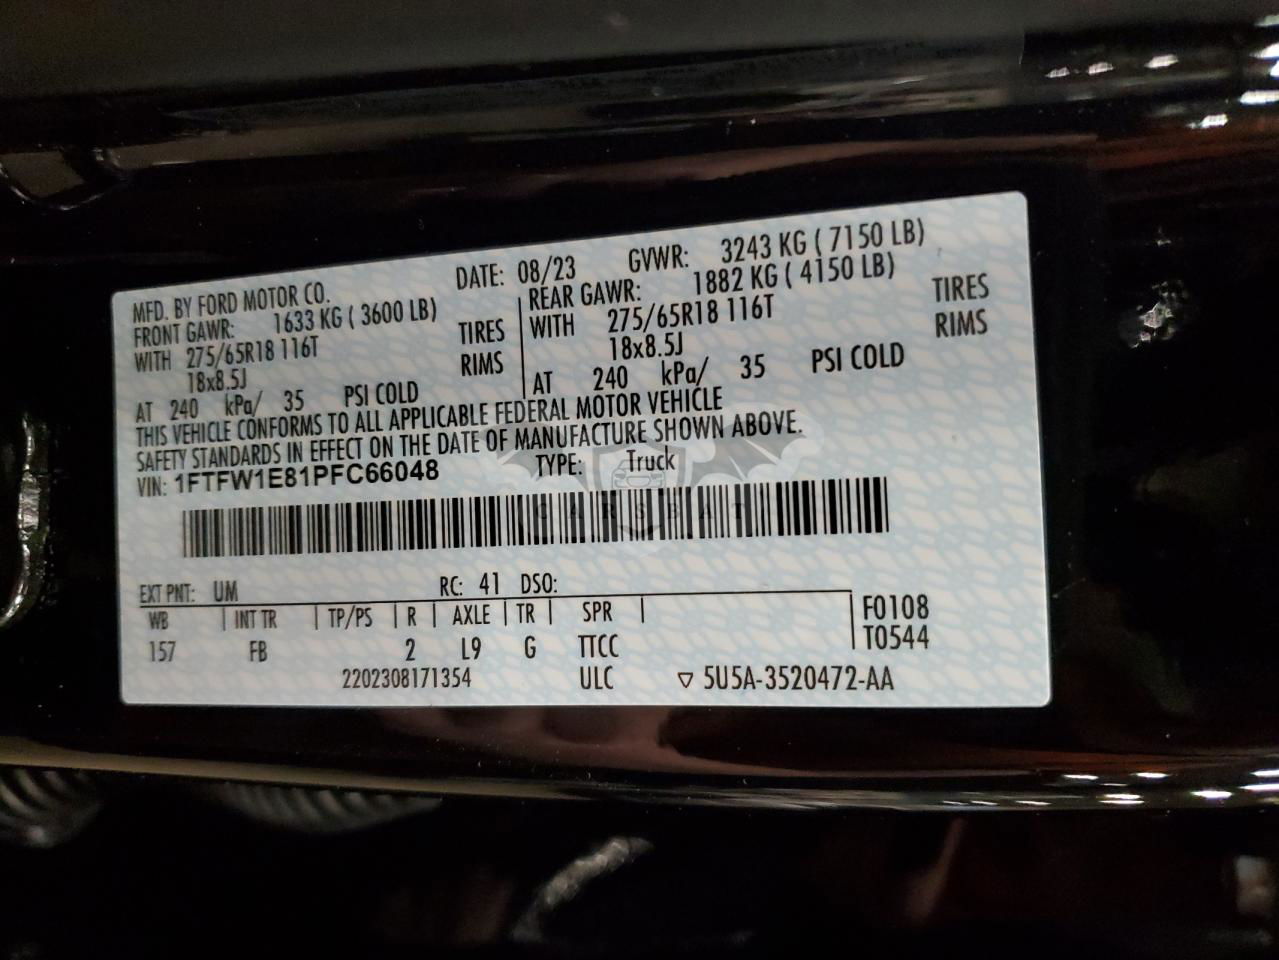 DATE: 08/23 GVWR: 3243 KG ( 7150 LB)
MFD. BY FORD MOTOR CO.
FRONT GAWR: 1633 KG ( 3600 LB)
WITH 275/65R18 116T TIRES
18x8.5J RIMS
AT 240 kPa/ 35 PSI COLD
REAR GAWR: 1882 KG ( 4150 LB)
WITH 275/65R18 116T TIRES
18x8.5J RIMS
AT 240 kPa/ 35 PSI COLD
THIS VEHICLE CONFORMS TO ALL APPLICABLE FEDERAL MOTOR VEHICLE
SAFETY STANDARDS IN EFFECT ON THE DATE OF MANUFACTURE SHOWN ABOVE.
VIN: 1FTFW1E81PFC66048 TYPE: Truck
CARSBAT
EXT PNT: UM RC: 41 DSO:
WB INT TR TP/PS R AXLE TR SPR F0108
157 FB 2 L9 G TTCC T0544
2202308171354 ULC ▽ 5U5A-3520472-AA